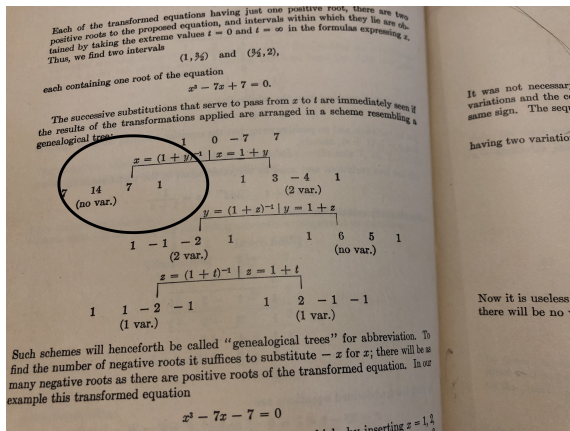 Each of the transformed equations having just one positive root, there are two
positive roots to the proposed equation, and intervals within which they lie are ob-
tained by taking the extreme values t = 0 and t = ∞ in the formulas expressing x.
Thus, we find two intervals
(1, 3/2) and (3/2, 2),
each containing one root of the equation
x³ − 7x + 7 = 0.
The successive substitutions that serve to pass from x to t are immediately seen if
the results of the transformations applied are arranged in a scheme resembling a
genealogical tree:
1 0 −7 7
x = (1 + y)⁻¹ | x = 1 + y
7 14 7 1 1 3 −4 1
(no var.) (2 var.)
y = (1 + z)⁻¹ | y = 1 + z
1 −1 −2 1 1 6 5 1
(2 var.) (no var.)
z = (1 + t)⁻¹ | z = 1 + t
1 1 −2 −1 1 2 −1 −1
(1 var.) (1 var.)
Such schemes will henceforth be called "genealogical trees" for abbreviation. To
find the number of negative roots it suffices to substitute − x for x; there will be as
many negative roots as there are positive roots of the transformed equation. In our
example this transformed equation
x³ − 7x − 7 = 0
by inserting x = 1, 2,
It was not necessary
variations and the
same sign. The
having two
Now it is useless
there will be no